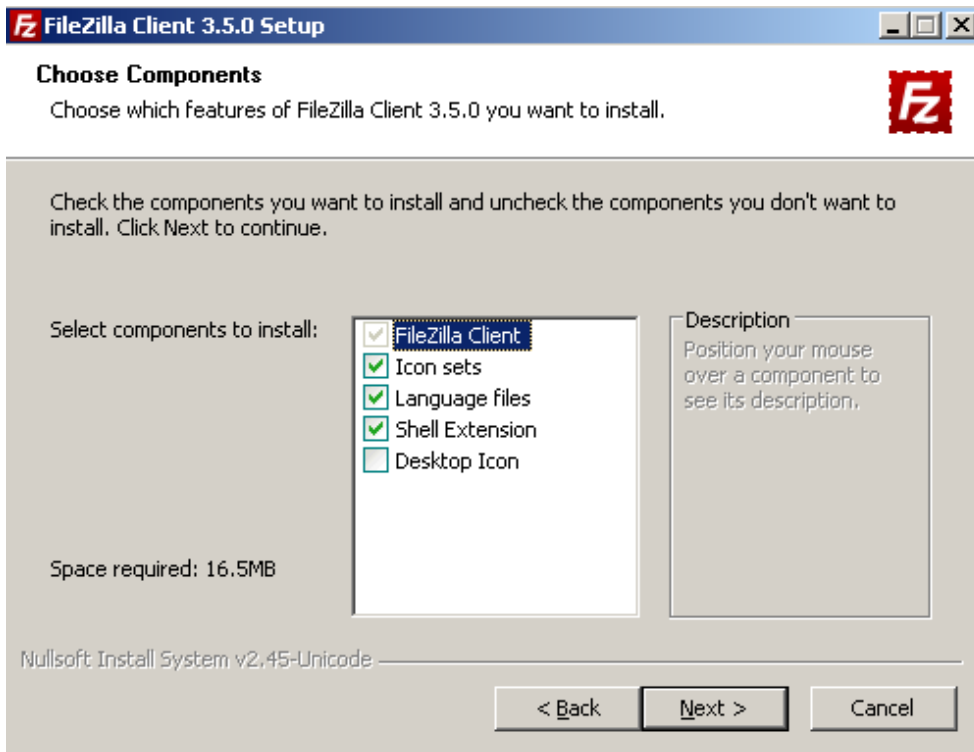 FileZilla Client 3.5.0 Setup
Choose Components
Choose which features of FileZilla Client 3.5.0 you want to install.
Fz
Check the components you want to install and uncheck the components you don't want to
install. Click Next to continue.
Select components to install:
FileZilla Client
Icon sets
Language files
Shell Extension
Desktop Icon
Description
Position your mouse
over a component to
see its description.
Space required: 16.5MB
Nullsoft Install System v2.45-Unicode
< Back
Next >
Cancel